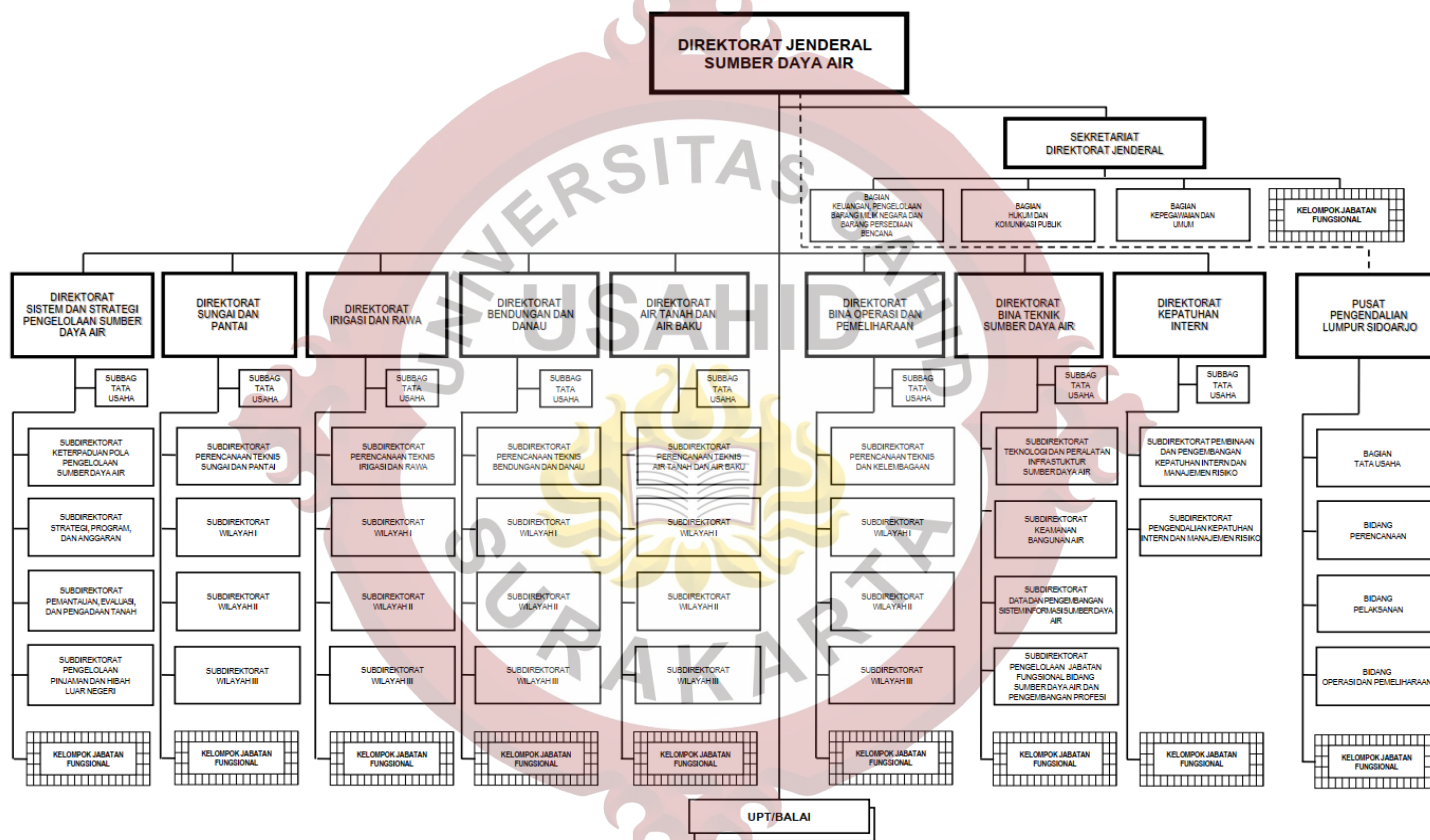 DIREKTORAT JENDERAL
SUMBER DAYA AIR
SEKRETARIAT
DIREKTORAT JENDERAL
BAGIAN
KEUANGAN, PENGELOLAAN
BARANG MILIK NEGARA DAN
BARANG PERSEDIAAN
BENCANA
BAGIAN
HUKUM DAN
KOMUNIKASI PUBLIK
BAGIAN
KEPEGAWAIAN DAN
UMUM
KELOMPOK JABATAN
FUNGSIONAL
DIREKTORAT
SISTEM DAN STRATEGI
PENGELOLAAN SUMBER
DAYA AIR
DIREKTORAT
SUNGAI DAN
PANTAI
DIREKTORAT
IRIGASI DAN RAWA
DIREKTORAT
BENDUNGAN DAN
DANAU
DIREKTORAT
AIR TANAH DAN
AIR BAKU
DIREKTORAT
BINA OPERASI DAN
PEMELIHARAAN
DIREKTORAT
BINA TEKNIK
SUMBER DAYA AIR
DIREKTORAT
KEPATUHAN
INTERN
PUSAT
PENGENDALIAN
LUMPUR SIDOARJO
SUBBAG
TATA
USAHA
SUBBAG
TATA
USAHA
SUBBAG
TATA
USAHA
SUBBAG
TATA
USAHA
SUBBAG
TATA
USAHA
SUBBAG
TATA
USAHA
SUBBAG
TATA
USAHA
SUBBAG
TATA
USAHA
SUBDIREKTORAT
KETERPADUAN POLA
PENGELOLAAN
SUMBER DAYA AIR
SUBDIREKTORAT
PERENCANAAN TEKNIS
SUNGAI DAN PANTAI
SUBDIREKTORAT
PERENCANAAN TEKNIS
IRIGASI DAN RAWA
SUBDIREKTORAT
PERENCANAAN TEKNIS
BENDUNGAN DAN DANAU
SUBDIREKTORAT
PERENCANAAN TEKNIS
AIR TANAH DAN AIR BAKU
SUBDIREKTORAT
PERENCANAAN TEKNIS
DAN KELEMBAGAAN
SUBDIREKTORAT
TEKNOLOGI DAN PERALATAN
INFRASTUKTUR
SUMBER DAYA AIR
SUBDIREKTORAT PEMBINAAN
DAN PENGEMBANGAN
KEPATUHAN INTERN DAN
MANAJEMEN RISIKO
BAGIAN
TATA USAHA
SUBDIREKTORAT
STRATEGI, PROGRAM,
DAN ANGGARAN
SUBDIREKTORAT
WILAYAH I
SUBDIREKTORAT
WILAYAH I
SUBDIREKTORAT
WILAYAH I
SUBDIREKTORAT
WILAYAH I
SUBDIREKTORAT
WILAYAH I
SUBDIREKTORAT
KEAMANAN
BANGUNAN AIR
SUBDIREKTORAT
PENGENDALIAN KEPATUHAN
INTERN DAN MANAJEMEN RISIKO
BIDANG
PERENCANAAN
SUBDIREKTORAT
PEMANTAUAN, EVALUASI,
DAN PENGADAAN TANAH
SUBDIREKTORAT
WILAYAH II
SUBDIREKTORAT
WILAYAH II
SUBDIREKTORAT
WILAYAH II
SUBDIREKTORAT
WILAYAH II
SUBDIREKTORAT
WILAYAH II
SUBDIREKTORAT
DATA DAN PENGEMBANGAN
SISTEM INFORMASI SUMBER DAYA
AIR
BIDANG
PELAKSANAAN
SUBDIREKTORAT
PENGELOLAAN
PINJAMAN DAN HIBAH
LUAR NEGERI
SUBDIREKTORAT
WILAYAH III
SUBDIREKTORAT
WILAYAH III
SUBDIREKTORAT
WILAYAH III
SUBDIREKTORAT
WILAYAH III
SUBDIREKTORAT
WILAYAH III
SUBDIREKTORAT
PENGELOLAAN JABATAN
FUNGSIONAL BIDANG
SUMBER DAYA AIR DAN
PENGEMBANGAN PROFESI
BIDANG
OPERASI DAN PEMELIHARAAN
KELOMPOK JABATAN
FUNGSIONAL
KELOMPOK JABATAN
FUNGSIONAL
KELOMPOK JABATAN
FUNGSIONAL
KELOMPOK JABATAN
FUNGSIONAL
KELOMPOK JABATAN
FUNGSIONAL
KELOMPOK JABATAN
FUNGSIONAL
KELOMPOK JABATAN
FUNGSIONAL
KELOMPOK JABATAN
FUNGSIONAL
KELOMPOK JABATAN
FUNGSIONAL
UPT/BALAI
UNIVERSITAS SAHID
USAHID
SURAKARTA